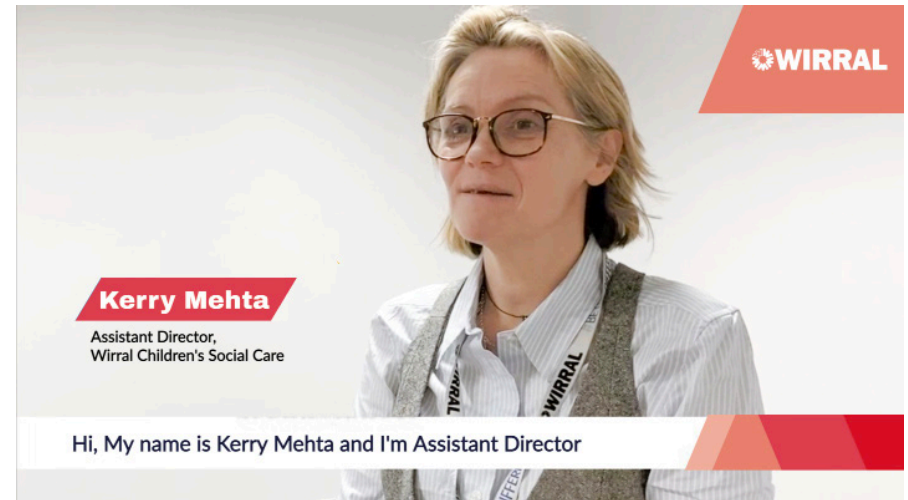 WIRRAL
Kerry Mehta
Assistant Director,
Wirral Children's Social Care
WIRRAL
Hi, My name is Kerry Mehta and I'm Assistant Director